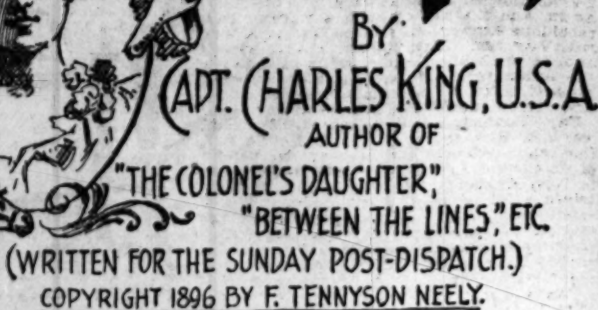 BY
CAPT. CHARLES KING, U.S.A.
AUTHOR OF
"THE COLONEL'S DAUGHTER,"
"BETWEEN THE LINES," ETC.
(WRITTEN FOR THE SUNDAY POST-DISPATCH.)
COPYRIGHT 1896 BY F. TENNYSON NEELY.